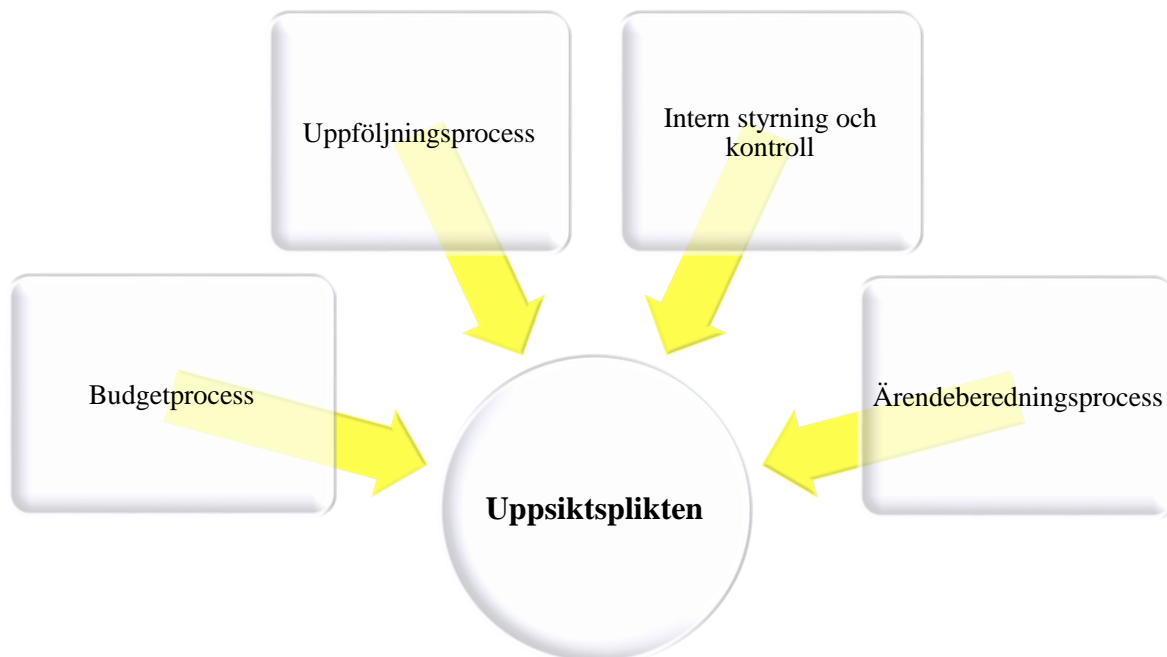 Uppföljningsprocess
Intern styrning och
kontroll
Budgetprocess
Ärendeberedningsprocess
Uppsiktsplikten